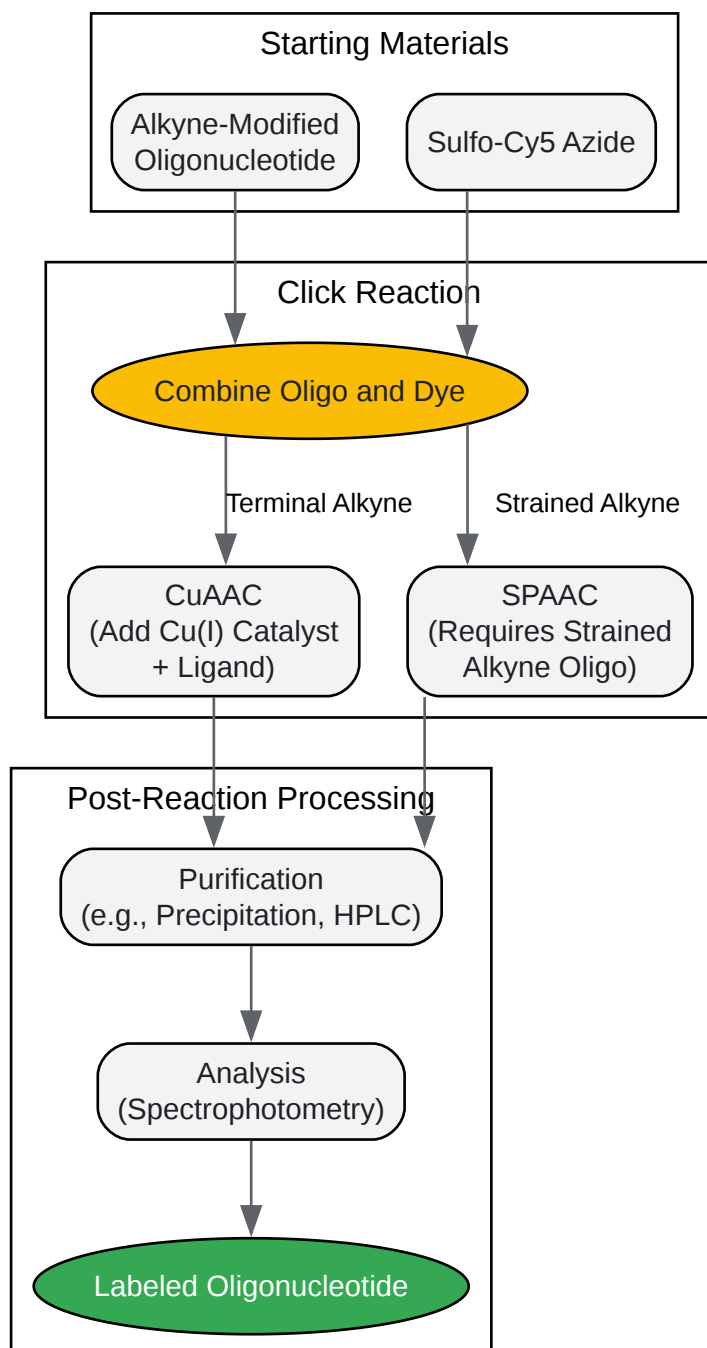 Starting Materials
Alkyne-Modified
Oligonucleotide
Sulfo-Cy5 Azide
Click Reaction
Combine Oligo and Dye
Terminal Alkyne
Strained Alkyne
CuAAC
(Add Cu(I) Catalyst
+ Ligand)
SPAAC
(Requires Strained
Alkyne Oligo)
Post-Reaction Processing
Purification
(e.g., Precipitation, HPLC)
Analysis
(Spectrophotometry)
Labeled Oligonucleotide